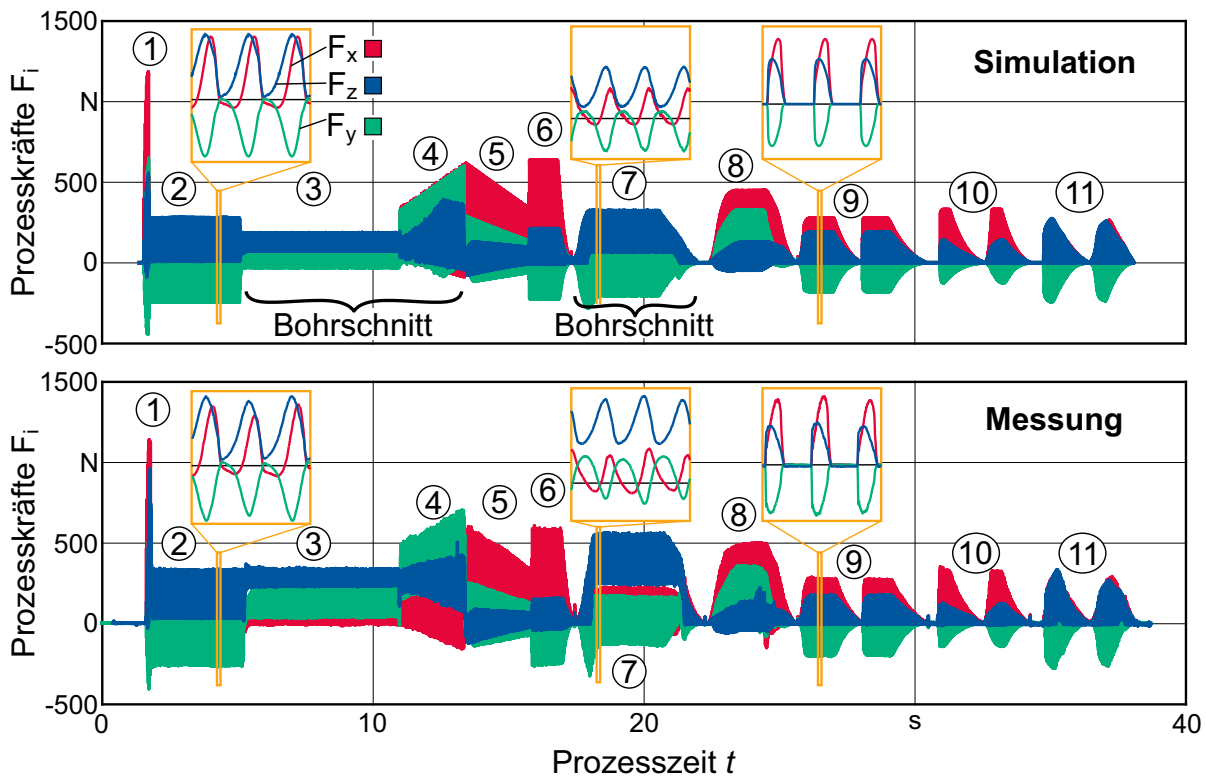 1500
N
500
0
-500
Prozesskräfte Fi
Simulation
Fx
Fz
Fy
1
2
3
4
5
6
7
8
9
10
11
Bohrschnitt
Bohrschnitt
1500
N
500
0
-500
Prozesskräfte Fi
Messung
1
2
3
4
5
6
7
8
9
10
11
0
10
20
s
40
Prozesszeit t